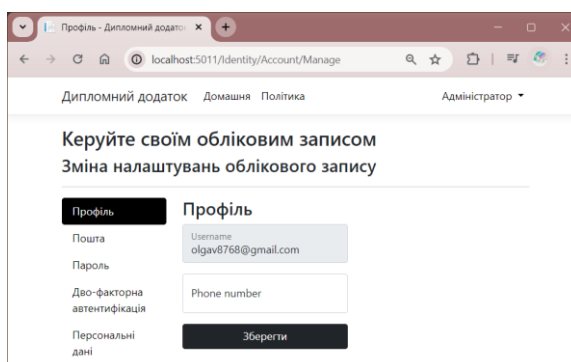 Профіль - Дипломний додаток
localhost:5011/Identity/Account/Manage
Дипломний додаток Домашня Політика Адміністратор
Керуйте своїм обліковим записом
Зміна налаштувань облікового запису
Профіль
Пошта
Пароль
Дво-факторна
автентифікація
Персональні
дані
Профіль
Username
olgav8768@gmail.com
Phone number
Зберегти